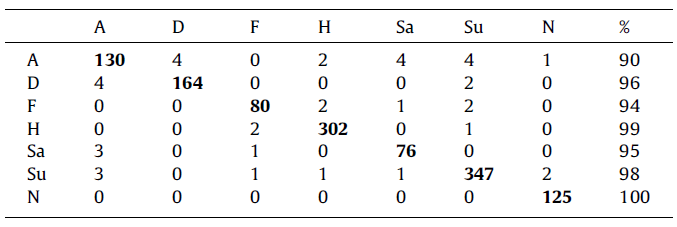 A D F H Sa Su N %
A 130 4 0 2 4 4 1 90
D 4 164 0 0 0 2 0 96
F 0 0 80 2 1 2 0 94
H 0 0 2 302 0 1 0 99
Sa 3 0 1 0 76 0 0 95
Su 3 0 1 1 1 347 2 98
N 0 0 0 0 0 0 125 100